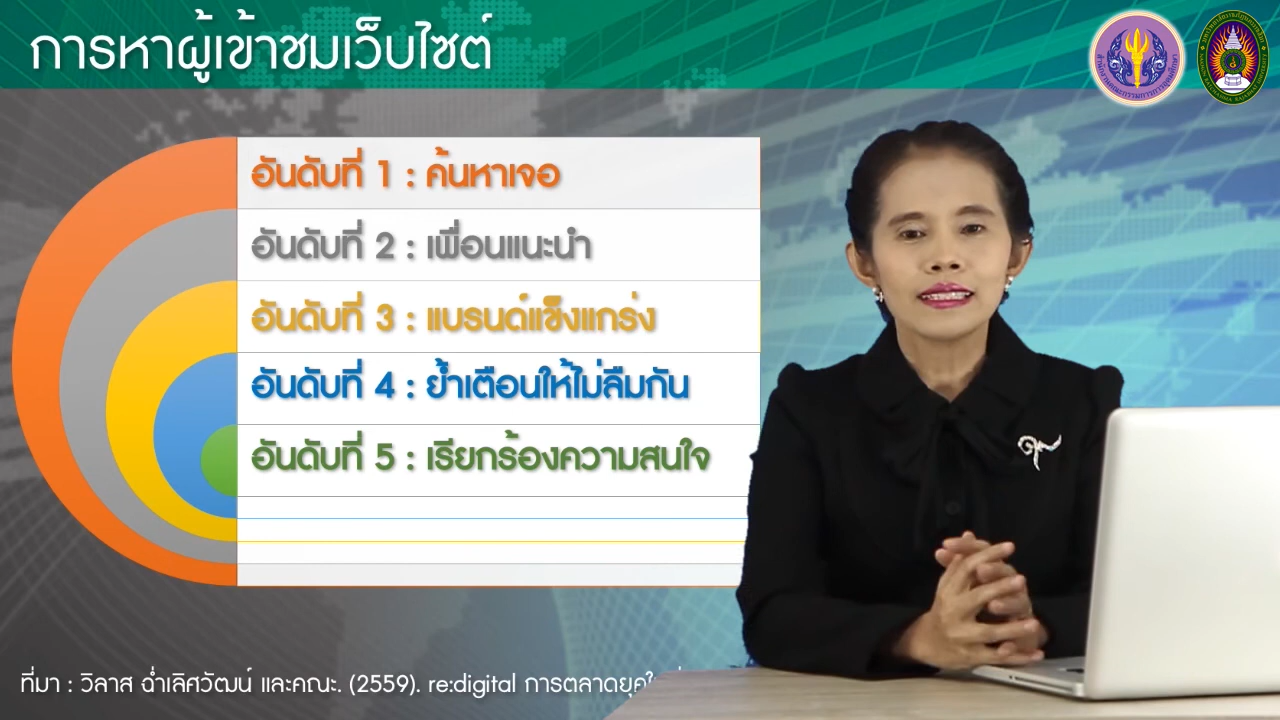 การหาผู้เข้าชมเว็บไซต์
อันดับที่ 1 : ค้นหาเจอ
อันดับที่ 2 : เพื่อนแนะนำ
อันดับที่ 3 : แบรนด์แข็งแกร่ง
อันดับที่ 4 : ย้ำเตือนให้ไม่ลืมกัน
อันดับที่ 5 : เรียกร้องความสนใจ
ที่มา : วิลาส ฉ่ำเลิศวัฒน์ และคณะ. (2559). re:digital การตลาด